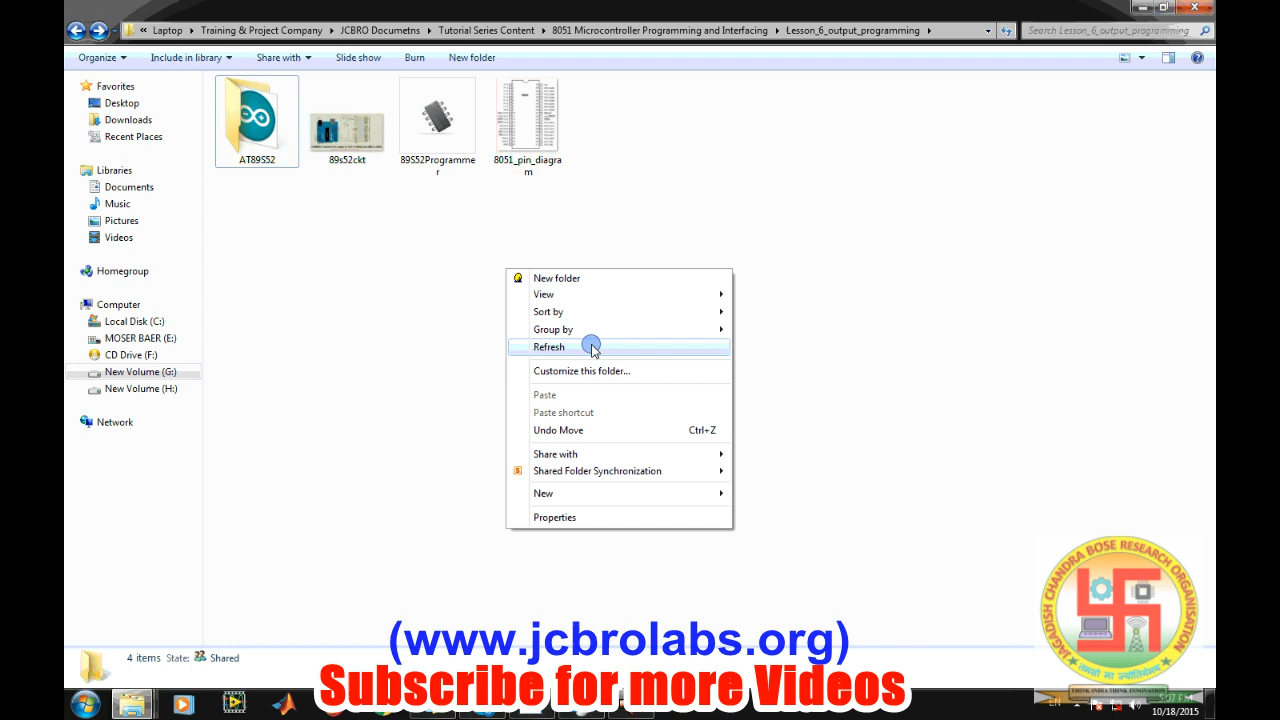 « Laptop ▸ Training & Project Company ▸ JCBRO Documetns ▸ Tutorial Series Content ▸ 8051 Microcontroller Programming and Interfacing ▸ Lesson_6_output_programming ▸
Search Lesson_6_output_programming
Organize ▾ Include in library ▾ Share with ▾ Slide show Burn New folder
Favorites
Desktop
Downloads
Recent Places
Libraries
Documents
Music
Pictures
Videos
Homegroup
Computer
Local Disk (C:)
MOSER BAER (E:)
CD Drive (F:)
New Volume (G:)
New Volume (H:)
Network
AT89S52
89s52ckt
89S52Programme
r
8051_pin_diagra
m
New folder
View
Sort by
Group by
Refresh
Customize this folder...
Paste
Paste shortcut
Undo Move Ctrl+Z
Share with
Shared Folder Synchronization
New
Properties
4 items State: Shared
JAGADISH CHANDRA BOSE RESEARCH ORGANISATION
THINK INDIA THINK INNOVATION
(www.jcbrolabs.org)
Subscribe for more Videos
EN
5:07 PM
10/18/2015